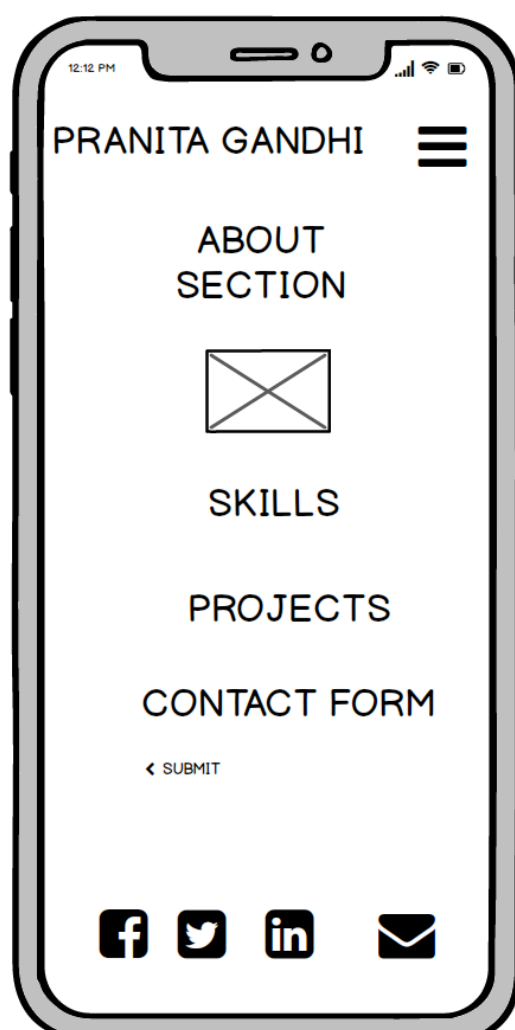 12:12 PM
PRANITA GANDHI
ABOUT
SECTION
SKILLS
PROJECTS
CONTACT FORM
SUBMIT